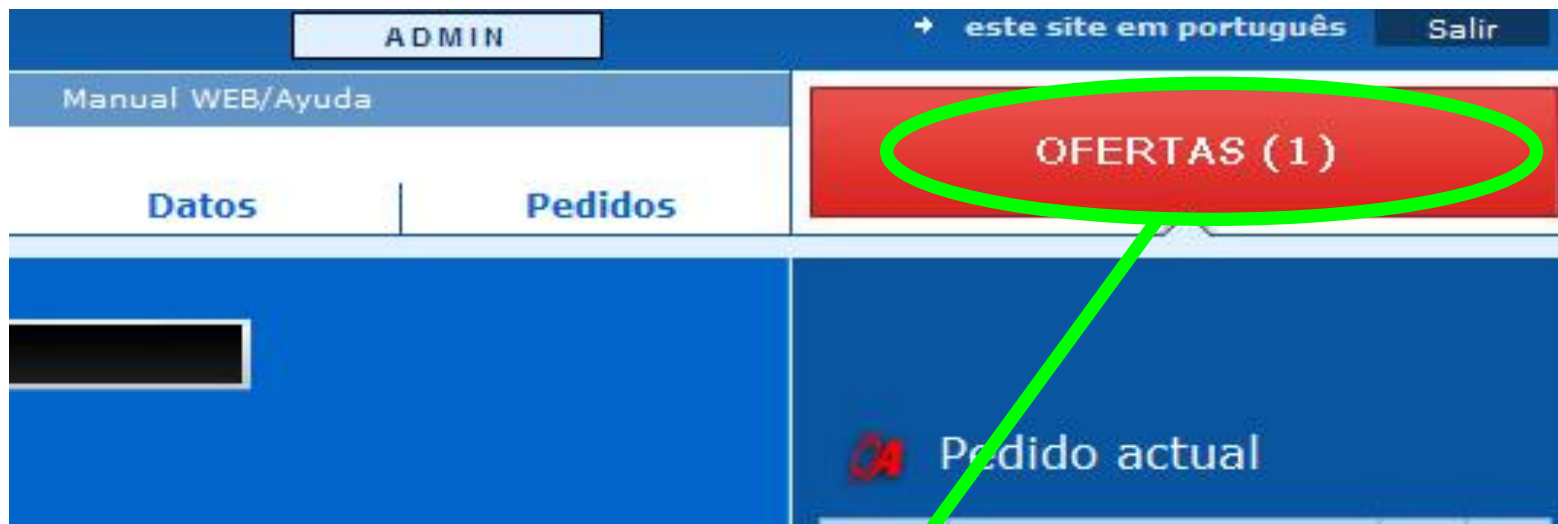 ADMIN
este site em português
Salir
Manual WEB/Ayuda
OFERTAS (1)
Datos
Pedidos
Pedido actual